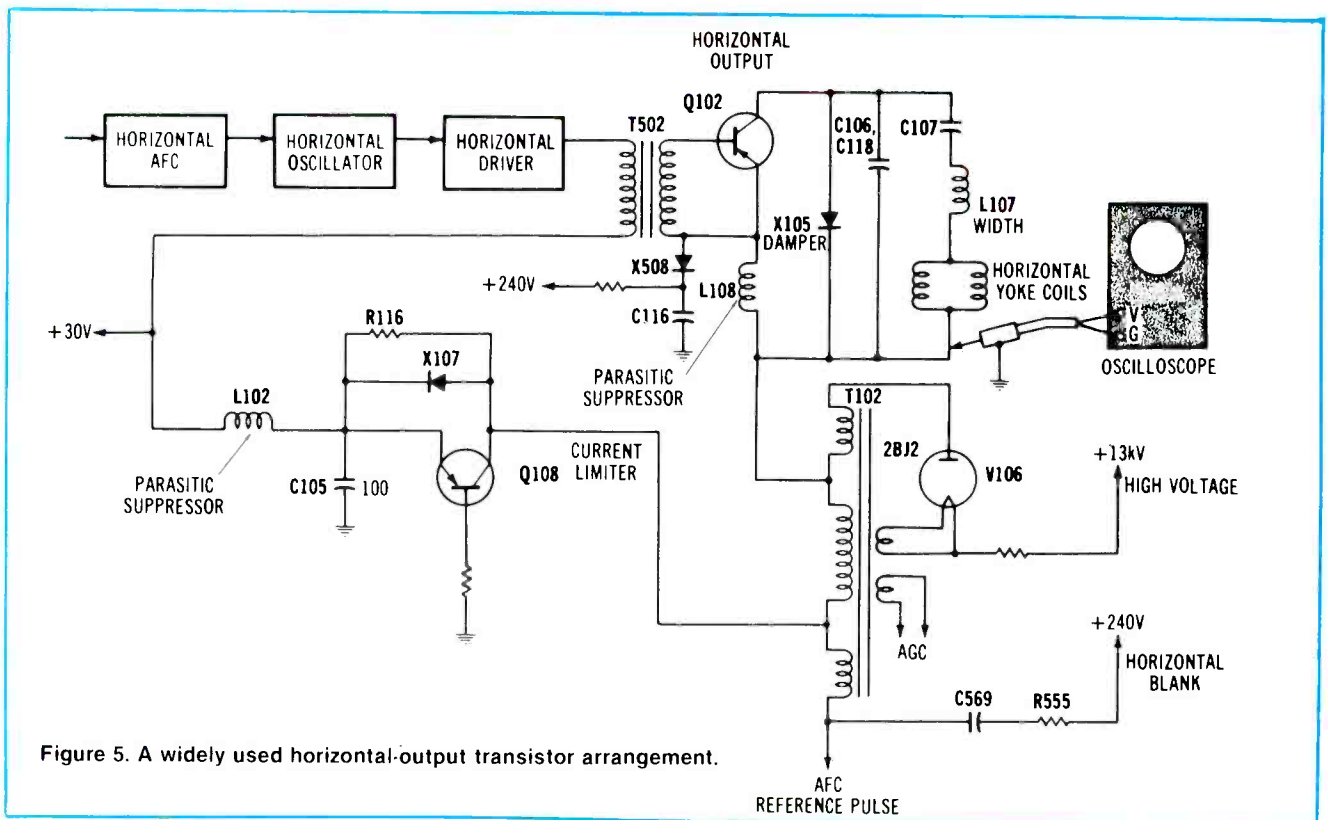 HORIZONTAL
OUTPUT
Q102
T502
C106,
C118
C107
HORIZONTAL
AFC
HORIZONTAL
OSCILLATOR
HORIZONTAL
DRIVER
L107
WIDTH
X105
DAMPER
X508
+240V
L108
C116
HORIZONTAL
YOKE COILS
V
G
OSCILLOSCOPE
+30V
R116
X107
PARASITIC
SUPPRESSOR
L102
T102
CURRENT
LIMITER
2BJ2
V106
+13kV
HIGH VOLTAGE
PARASITIC
SUPPRESSOR
C105
100
Q108
AGC
+240V
HORIZONTAL
BLANK
C569
R555
Figure 5. A widely used horizontal-output transistor arrangement.
AFC
REFERENCE PULSE